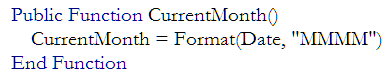 Public Function CurrentMonth()
CurrentMonth = Format(Date, "MMMM")
End Function